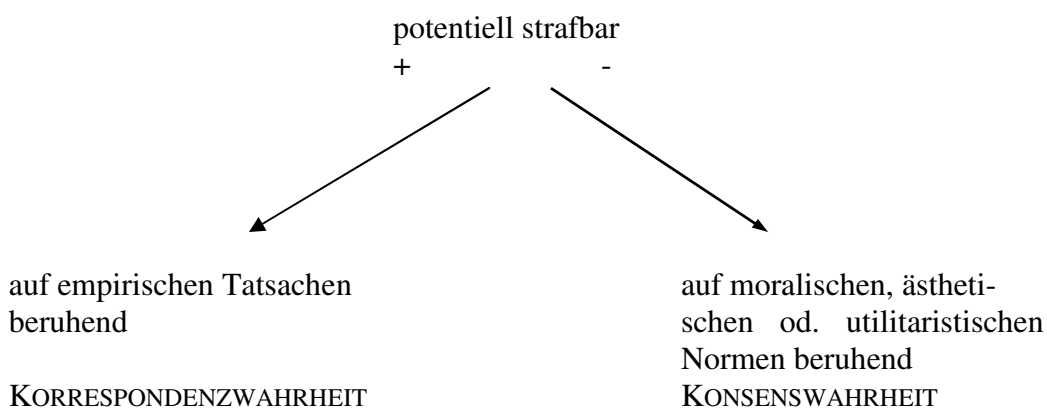 potentiell strafbar
+ -
auf empirischen Tatsachen
beruhend
KORRESPONDENZWAHRHEIT
auf moralischen, ästheti-
schen od. utilitaristischen
Normen beruhend
KONSENSWAHRHEIT